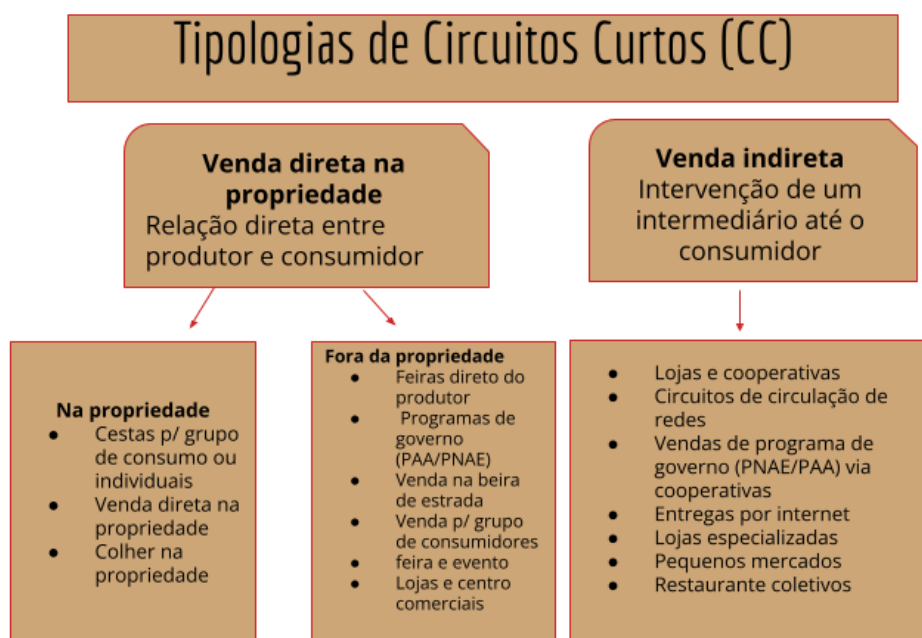 Tipologias de Circuitos Curtos (CC)
Venda direta na
propriedade
Relação direta entre
produtor e consumidor
Venda indireta
Intervenção de um
intermediário até o
consumidor
Na propriedade
● Cestas p/ grupo
de consumo ou
individuais
● Venda direta na
propriedade
● Colher na
propriedade
Fora da propriedade
● Feiras direto do
produtor
● Programas de
governo
(PAA/PNAE)
● Venda na beira
de estrada
● Venda p/ grupo
de consumidores
● feira e evento
● Lojas e centro
comerciais
● Lojas e cooperativas
● Circuitos de circulação de
redes
● Vendas de programa de
governo (PNAE/PAA) via
cooperativas
● Entregas por internet
● Lojas especializadas
● Pequenos mercados
● Restaurante coletivos